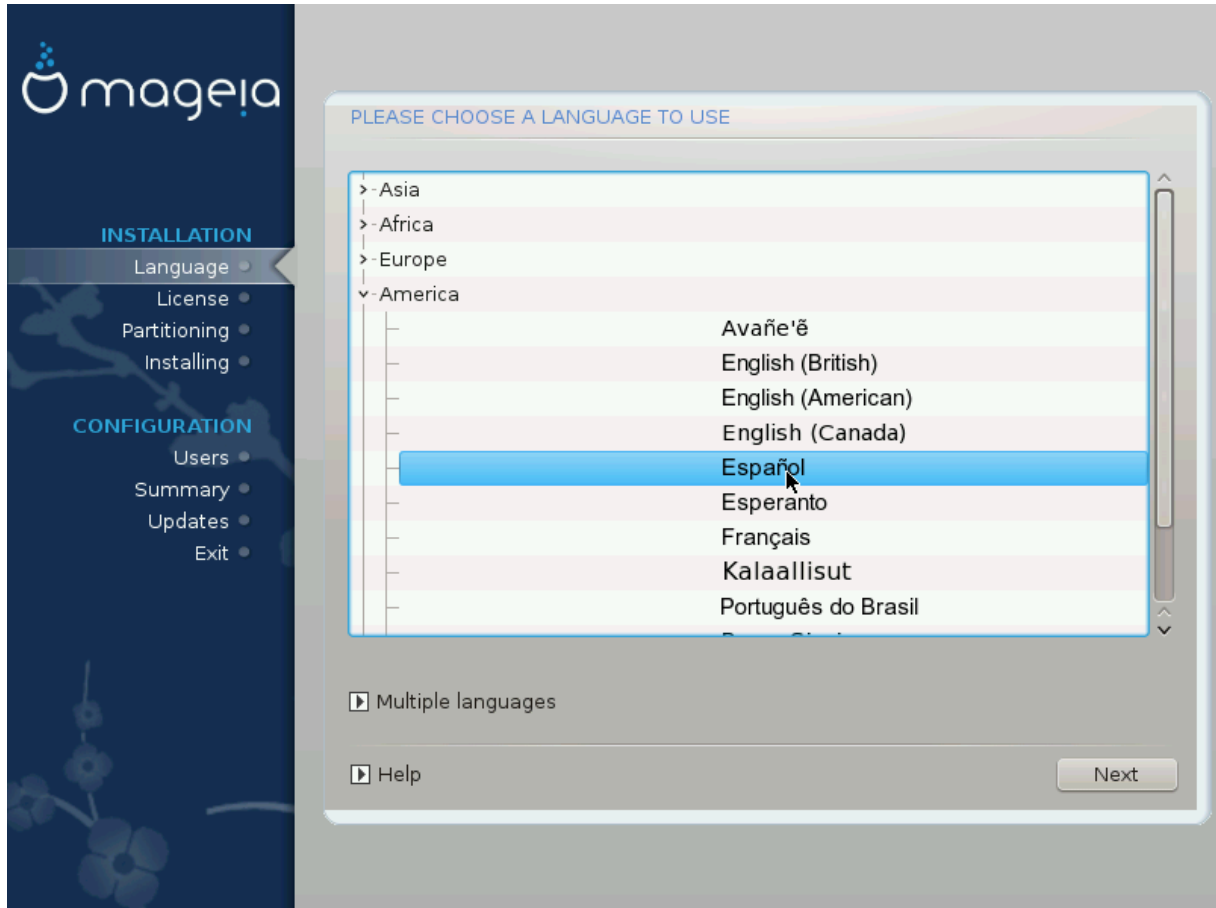 mageia
INSTALLATION
Language
License
Partitioning
Installing
CONFIGURATION
Users
Summary
Updates
Exit
PLEASE CHOOSE A LANGUAGE TO USE
Asia
Africa
Europe
America
Avañe'ẽ
English (British)
English (American)
English (Canada)
Español
Esperanto
Français
Kalaallisut
Português do Brasil
Multiple languages
Help
Next